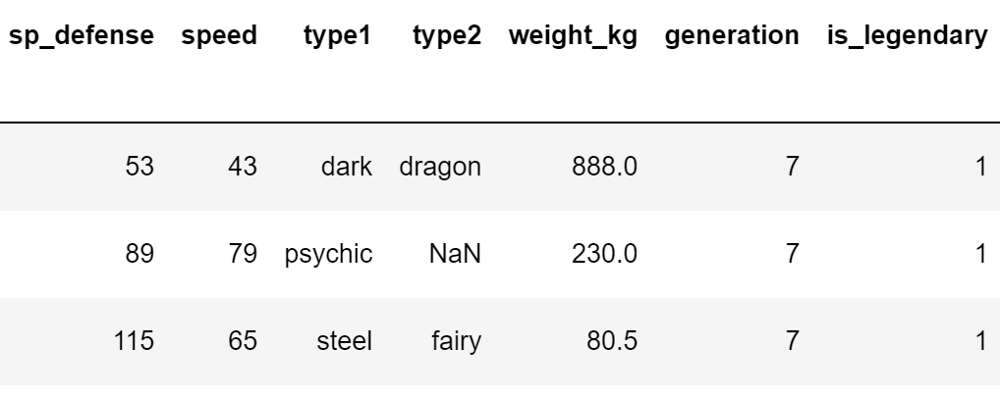 sp_defense speed type1 type2 weight_kg generation is_legendary
53 43 dark dragon 888.0 7 1
89 79 psychic NaN 230.0 7 1
115 65 steel fairy 80.5 7 1